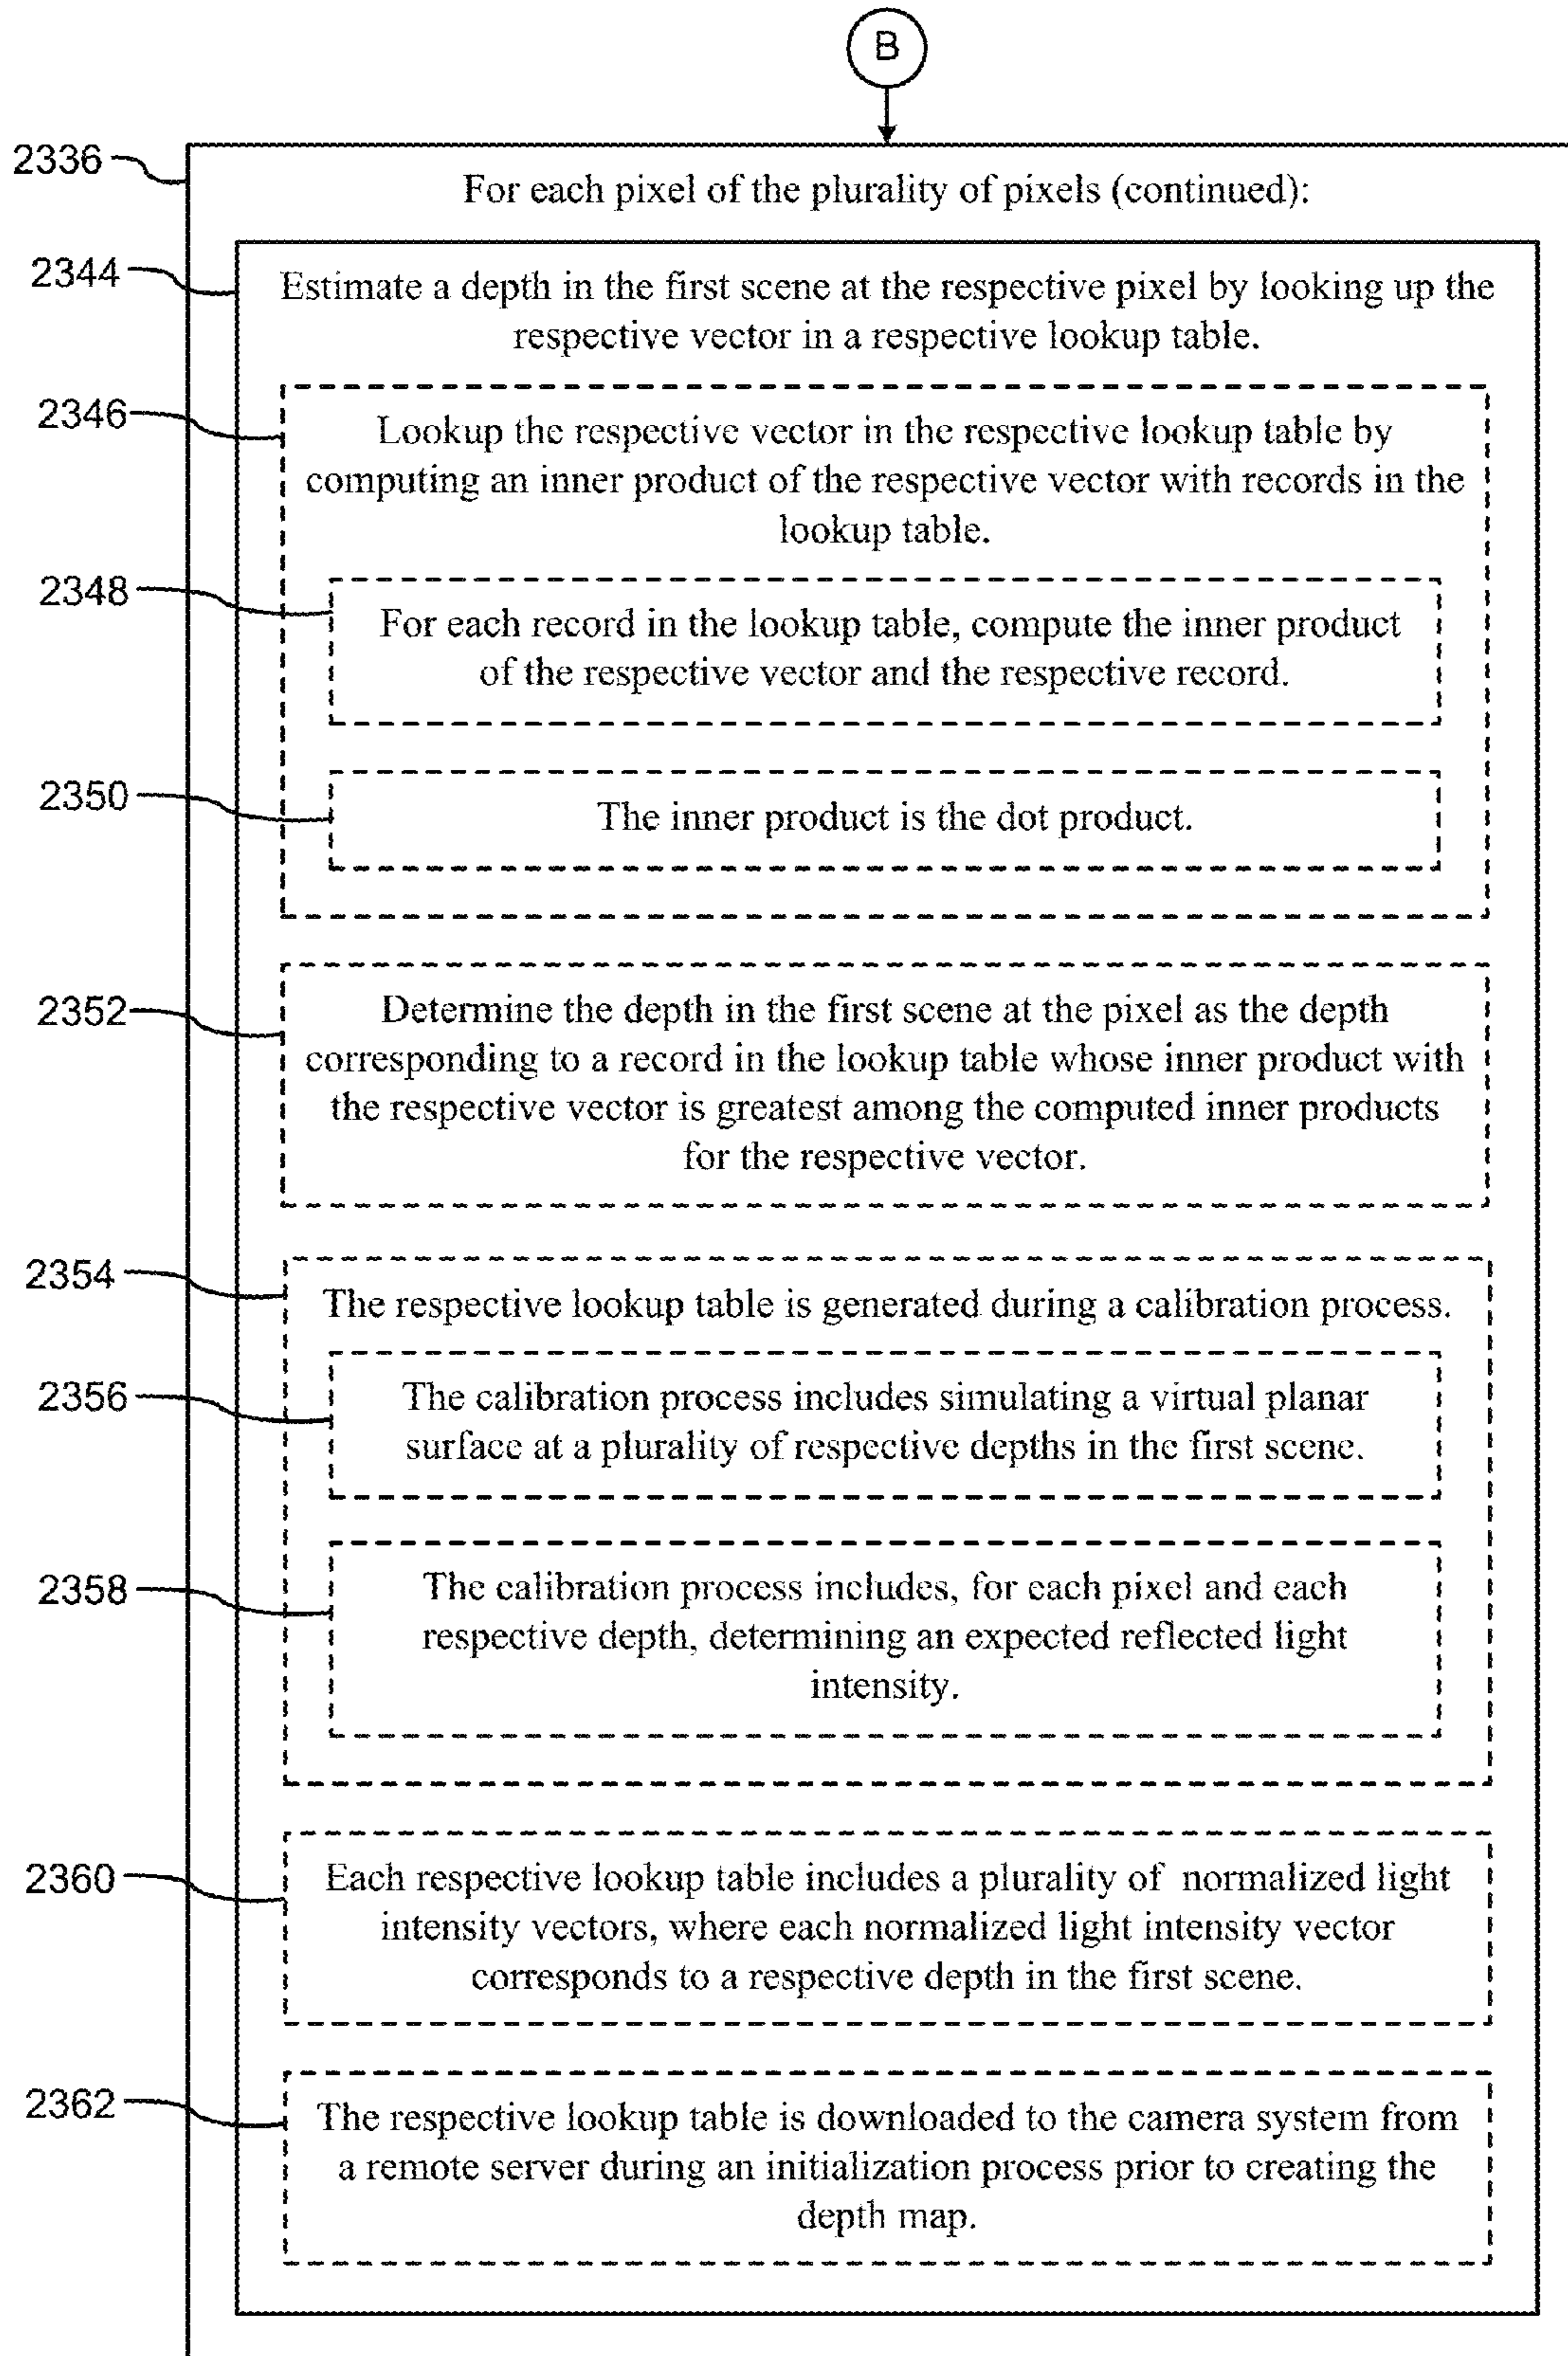 B
2336
For each pixel of the plurality of pixels (continued):
2344
Estimate a depth in the first scene at the respective pixel by looking up the
respective vector in a respective lookup table.
2346
Lookup the respective vector in the respective lookup table by
computing an inner product of the respective vector with records in the
lookup table.
2348
For each record in the lookup table, compute the inner product
of the respective vector and the respective record.
2350
The inner product is the dot product.
2352
Determine the depth in the first scene at the pixel as the depth
corresponding to a record in the lookup table whose inner product with
the respective vector is greatest among the computed inner products
for the respective vector.
2354
The respective lookup table is generated during a calibration process.
2356
The calibration process includes simulating a virtual planar
surface at a plurality of respective depths in the first scene.
2358
The calibration process includes, for each pixel and each
respective depth, determining an expected reflected light
intensity.
2360
Each respective lookup table includes a plurality of normalized light
intensity vectors, where each normalized light intensity vector
corresponds to a respective depth in the first scene.
2362
The respective lookup table is downloaded to the camera system from
a remote server during an initialization process prior to creating the
depth map.